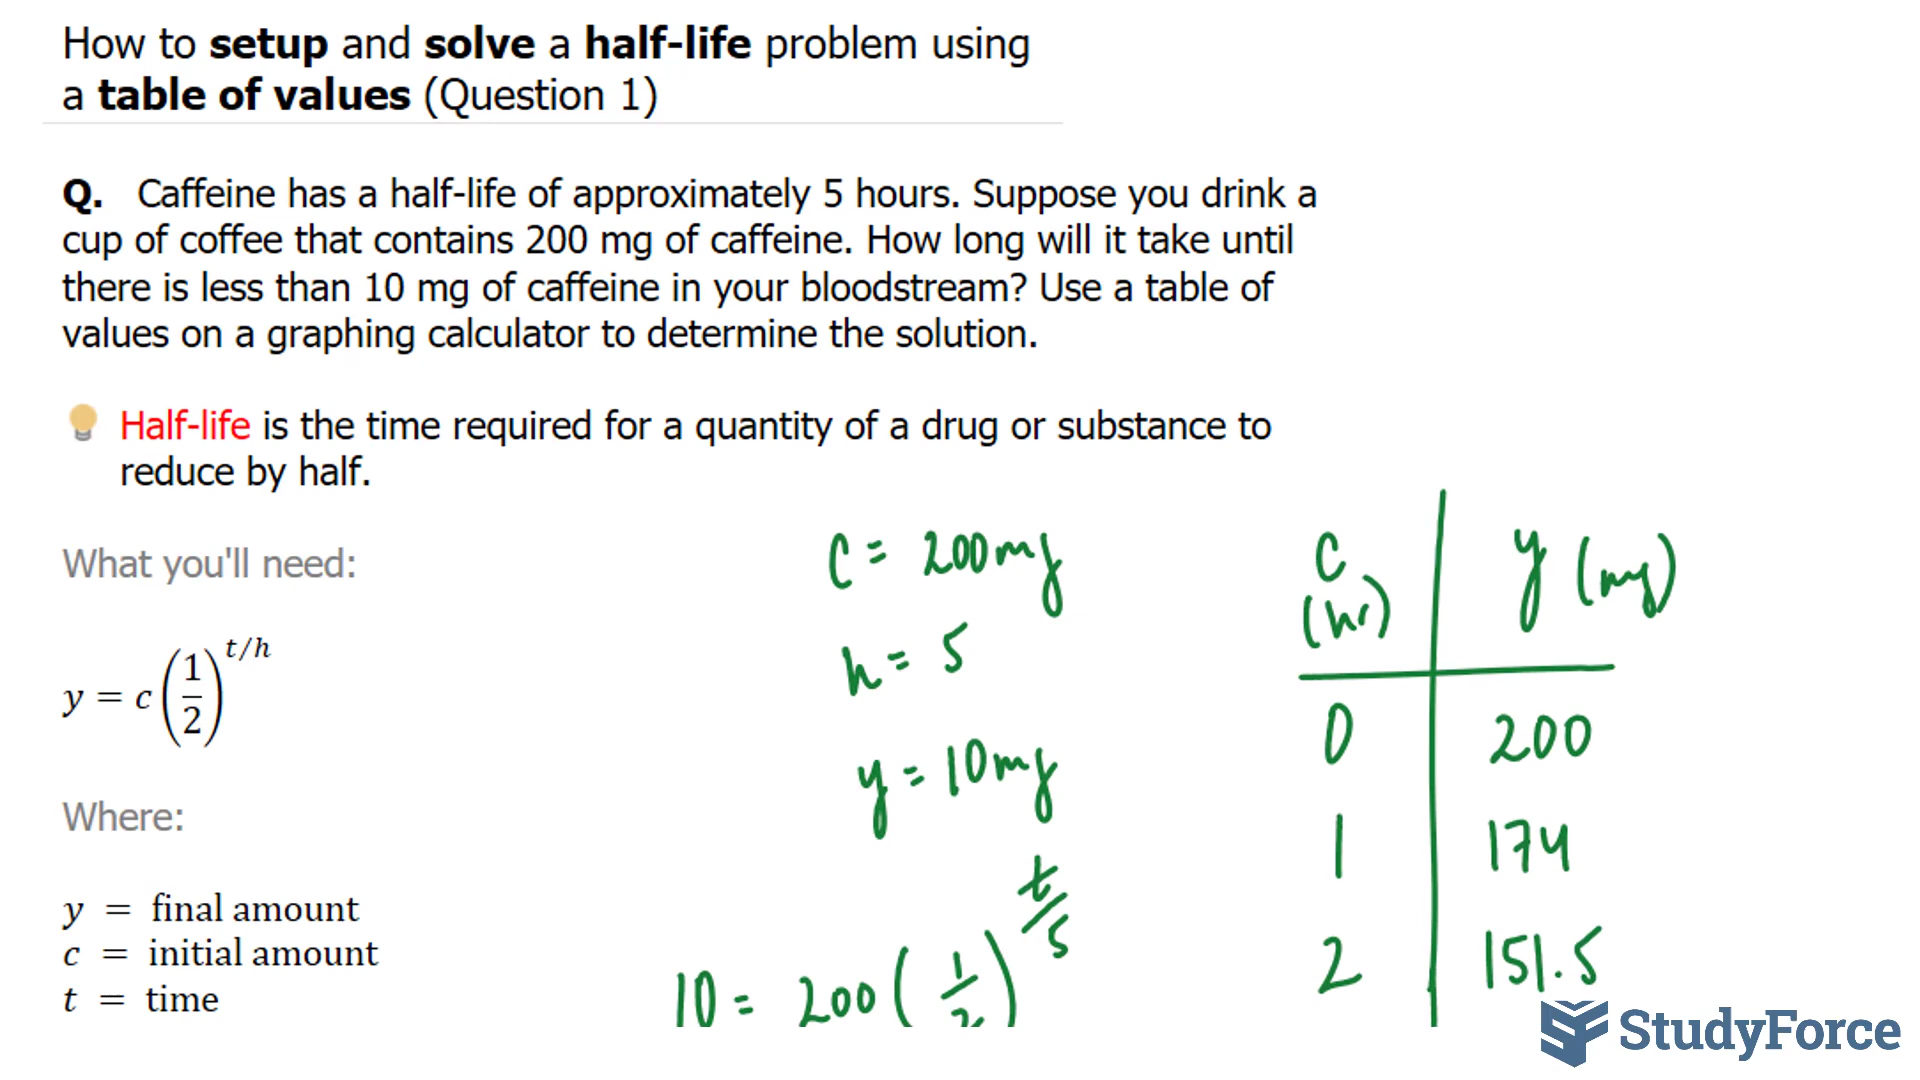 How to setup and solve a half-life problem using
a table of values (Question 1)
Q. Caffeine has a half-life of approximately 5 hours. Suppose you drink a
cup of coffee that contains 200 mg of caffeine. How long will it take until
there is less than 10 mg of caffeine in your bloodstream? Use a table of
values on a graphing calculator to determine the solution.
Half-life is the time required for a quantity of a drug or substance to
reduce by half.
What you'll need:
y = c (1/2)^t/h
Where:
y = final amount
c = initial amount
t = time
c = 200mg
h = 5
y = 10mg
10 = 200 (1/2)^t/5
c y (mg)
(hr)
0 200
1 174
2 151.5
StudyForce